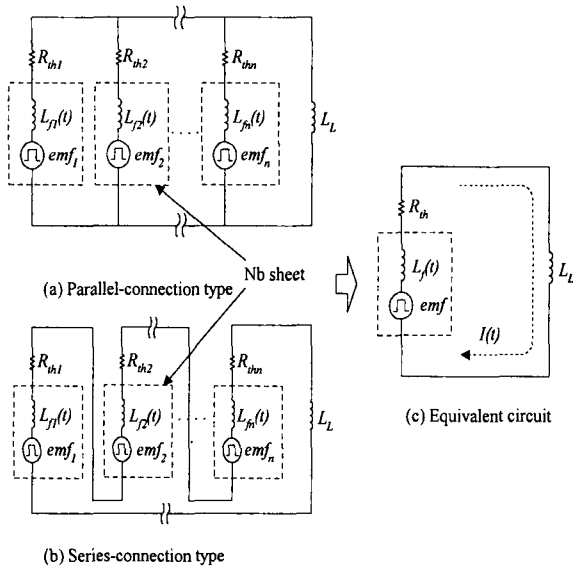 R_th1 R_th2 R_thn
L_f1(t) L_f2(t) L_fn(t) L_L
emf_1 emf_2 emf_n
Nb sheet
(a) Parallel-connection type
R_th1 R_th2 R_thn
L_f1(t) L_f2(t) L_fn(t) L_L
emf_1 emf_2 emf_n
(b) Series-connection type
R_th
L_f(t) L_L
emf
I(t)
(c) Equivalent circuit